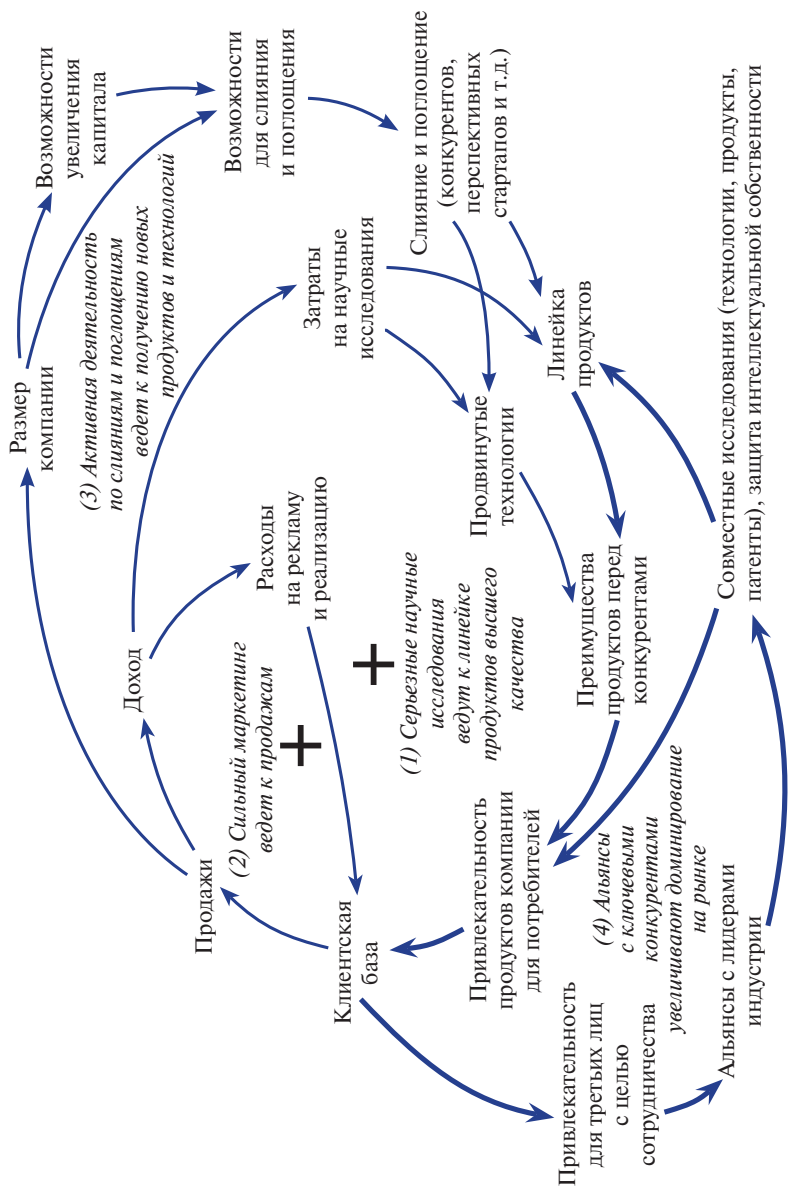 Размер
компании
Возможности
увеличения
капитала
(3) Активная деятельность
по слияниям и поглощениям
ведет к получению новых
продуктов и технологий
Возможности
для слияния
и поглощения
Продажи
Доход
(2) Сильный маркетинг
ведет к продажам
+
Расходы
на рекламу
и реализацию
Затраты
на научные
исследования
Слияние и поглощение
(конкурентов,
перспективных
стартапов и т.д.)
Клиентская
база
+
(1) Серьезные научные
исследования
ведут к линейке
продуктов высшего
качества
Продвинутые
технологии
Линейка
продуктов
Привлекательность
продуктов компании
для потребителей
Преимущества
продуктов перед
конкурентами
Привлекательность
для третьих лиц
с целью
сотрудничества
(4) Альянсы
с ключевыми
конкурентами
увеличивают доминирование
на рынке
Альянсы с лидерами
индустрии
Совместные исследования (технологии, продукты,
патенты), защита интеллектуальной собственности